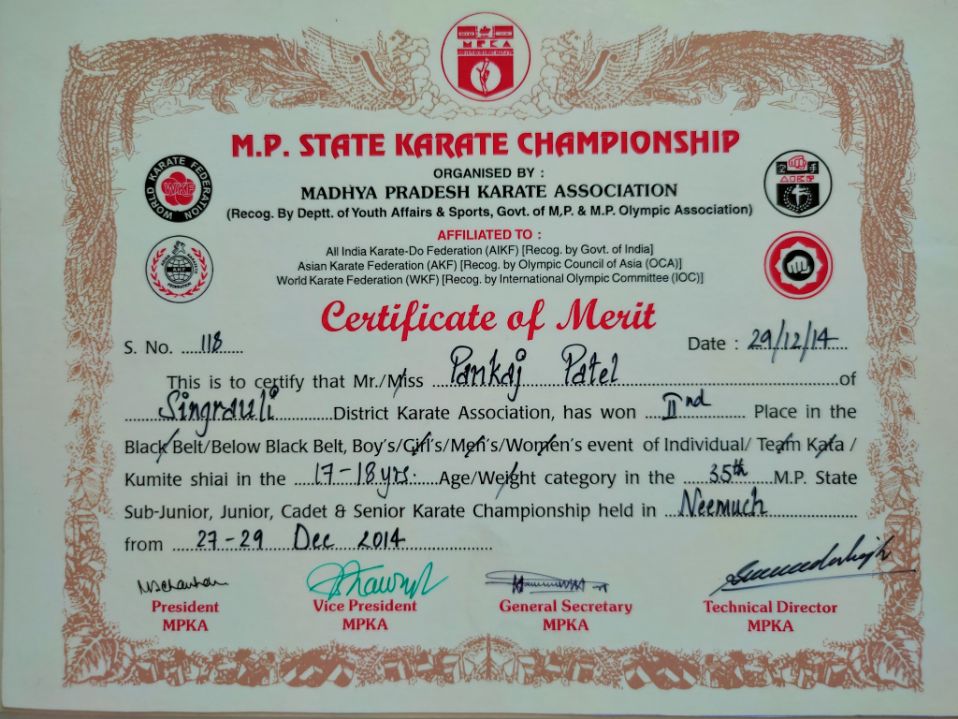 MPKA
M.P. STATE KARATE CHAMPIONSHIP
ORGANISED BY :
MADHYA PRADESH KARATE ASSOCIATION
(Recog. By Deptt. of Youth Affairs & Sports, Govt. of M.P. & M.P. Olympic Association)
WORLD KARATE FEDERATION
WKF
AFFILIATED TO :
All India Karate-Do Federation (AIKF) [Recog. by Govt. of India]
Asian Karate Federation (AKF) [Recog. by Olympic Council of Asia (OCA)]
World Karate Federation (WKF) [Recog. by International Olympic Committee (IOC)]
AKF
Certificate of Merit
S. No. ...118...... Date : ..29/12/14...
This is to certify that Mr./Miss ...Pankaj Patel...of
......Singrauli.........District Karate Association, has won ...IInd......... Place in the
Black Belt/Below Black Belt, Boy's/Girl's/Men's/Women's event of Individual/ Team Kata /
Kumite shiai in the ....17-18 yrs.....Age/Weight category in the .....35th......M.P. State
Sub-Junior, Junior, Cadet & Senior Karate Championship held in ..Neemuch...............
from .....27-29 Dec 2014......................
President
MPKA
Vice President
MPKA
General Secretary
MPKA
Technical Director
MPKA